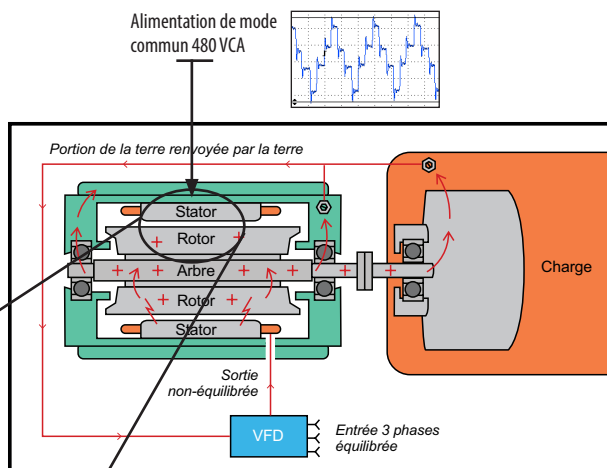 Alimentation de mode
commun 480 VCA
Portion de la terre renvoyée par la terre
Stator
Rotor
Arbre
Rotor
Stator
Charge
Sortie
non-équilibrée
VFD
Entrée 3 phases
équilibrée